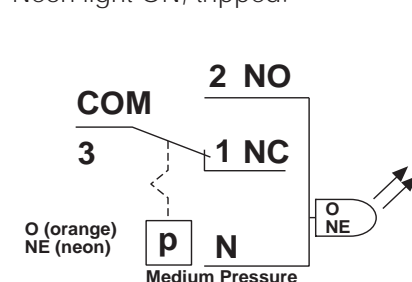 Neon light ON, tripped.
2 NO
COM
3
1 NC
O
NE
O (orange)
NE (neon)
p
N
Medium Pressure